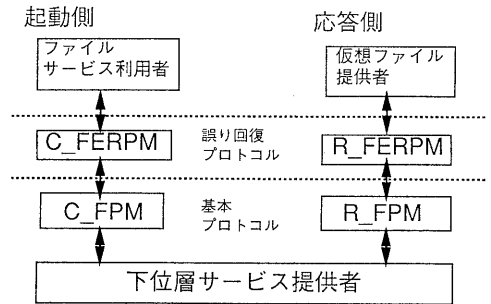 起動側
応答側
ファイル
サービス利用者
仮想ファイル
提供者
C_FERPM
誤り回復
プロトコル
R_FERPM
C_FPM
基本
プロトコル
R_FPM
下位層サービス提供者